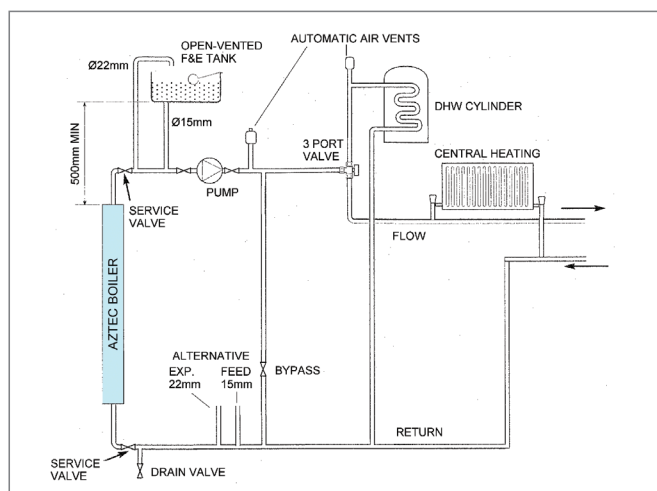 OPEN-VENTED
F&E TANK
AUTOMATIC AIR VENTS
Ø22mm
Ø15mm
500mm MIN
DHW CYLINDER
3 PORT
VALVE
CENTRAL HEATING
PUMP
SERVICE
VALVE
FLOW
AZTEC BOILER
ALTERNATIVE
EXP. FEED
22mm 15mm
BYPASS
RETURN
SERVICE
VALVE
DRAIN VALVE